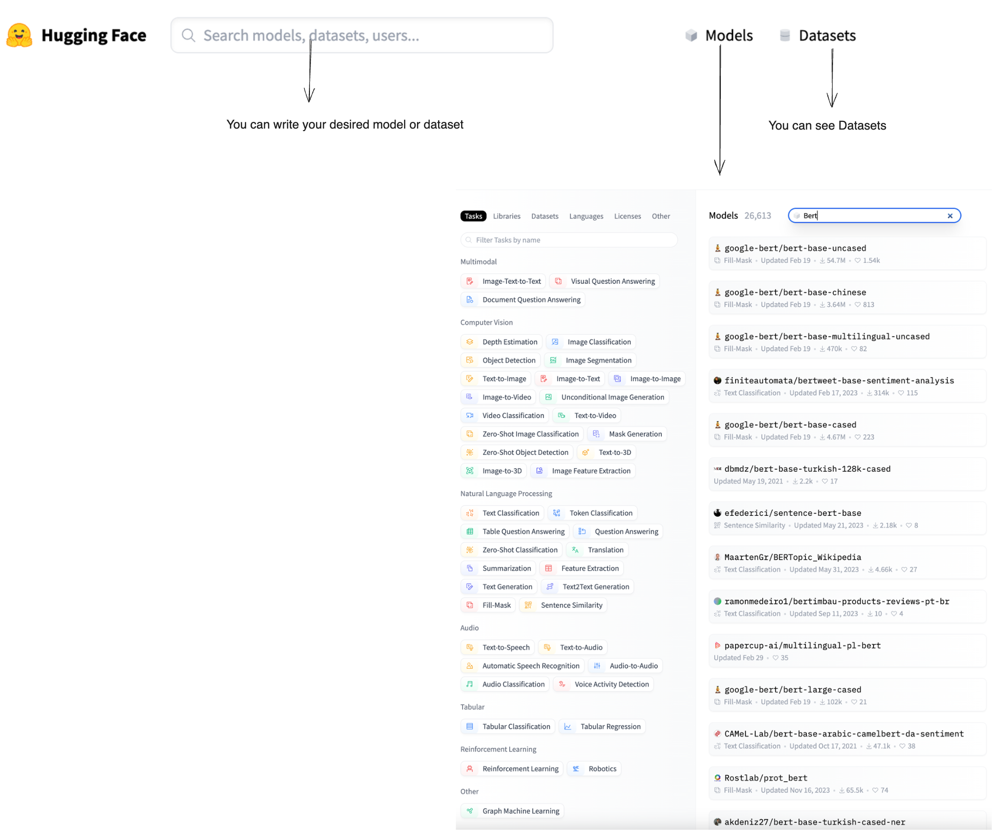 Hugging Face
Search models, datasets, users...
Models
Datasets
You can write your desired model or dataset
You can see Datasets
Tasks Libraries Datasets Languages Licenses Other
Filter Tasks by name
Multimodal
Image-Text-to-Text Visual Question Answering
Document Question Answering
Computer Vision
Depth Estimation Image Classification
Object Detection Image Segmentation
Text-to-Image Image-to-Text Image-to-Image
Image-to-Video Unconditional Image Generation
Video Classification Text-to-Video
Zero-Shot Image Classification Mask Generation
Zero-Shot Object Detection Text-to-3D
Image-to-3D Image Feature Extraction
Natural Language Processing
Text Classification Token Classification
Table Question Answering Question Answering
Zero-Shot Classification Translation
Summarization Feature Extraction
Text Generation Text2Text Generation
Fill-Mask Sentence Similarity
Audio
Text-to-Speech Text-to-Audio
Automatic Speech Recognition Audio-to-Audio
Audio Classification Voice Activity Detection
Tabular
Tabular Classification Tabular Regression
Reinforcement Learning
Reinforcement Learning Robotics
Other
Graph Machine Learning
Models 26,613 Bert
google-bert/bert-base-uncased
Fill-Mask • Updated Feb 19 • 54.7M • 1.54k
google-bert/bert-base-chinese
Fill-Mask • Updated Feb 19 • 3.64M • 813
google-bert/bert-base-multilingual-uncased
Fill-Mask • Updated Feb 19 • 470k • 82
finiteautomata/bertweet-base-sentiment-analysis
Text Classification • Updated Feb 17, 2023 • 314k • 115
google-bert/bert-base-cased
Fill-Mask • Updated Feb 19 • 4.67M • 223
MDZ dbmdz/bert-base-turkish-128k-cased
Updated May 19, 2021 • 2.2k • 17
efederici/sentence-bert-base
Sentence Similarity • Updated May 21, 2023 • 2.18k • 8
MaartenGr/BERTopic_Wikipedia
Text Classification • Updated May 31, 2023 • 4.66k • 27
ramonmedeiro1/bertimbau-products-reviews-pt-br
Text Classification • Updated Sep 11, 2023 • 10 • 4
papercup-ai/multilingual-pl-bert
Updated Feb 29 • 35
google-bert/bert-large-cased
Fill-Mask • Updated Feb 19 • 102k • 21
CAMeL-Lab/bert-base-arabic-camelbert-da-sentiment
Text Classification • Updated Oct 17, 2021 • 47.1k • 38
Rostlab/prot_bert
Fill-Mask • Updated Nov 16, 2023 • 65.5k • 74
akdeniz27/bert-base-turkish-cased-ner